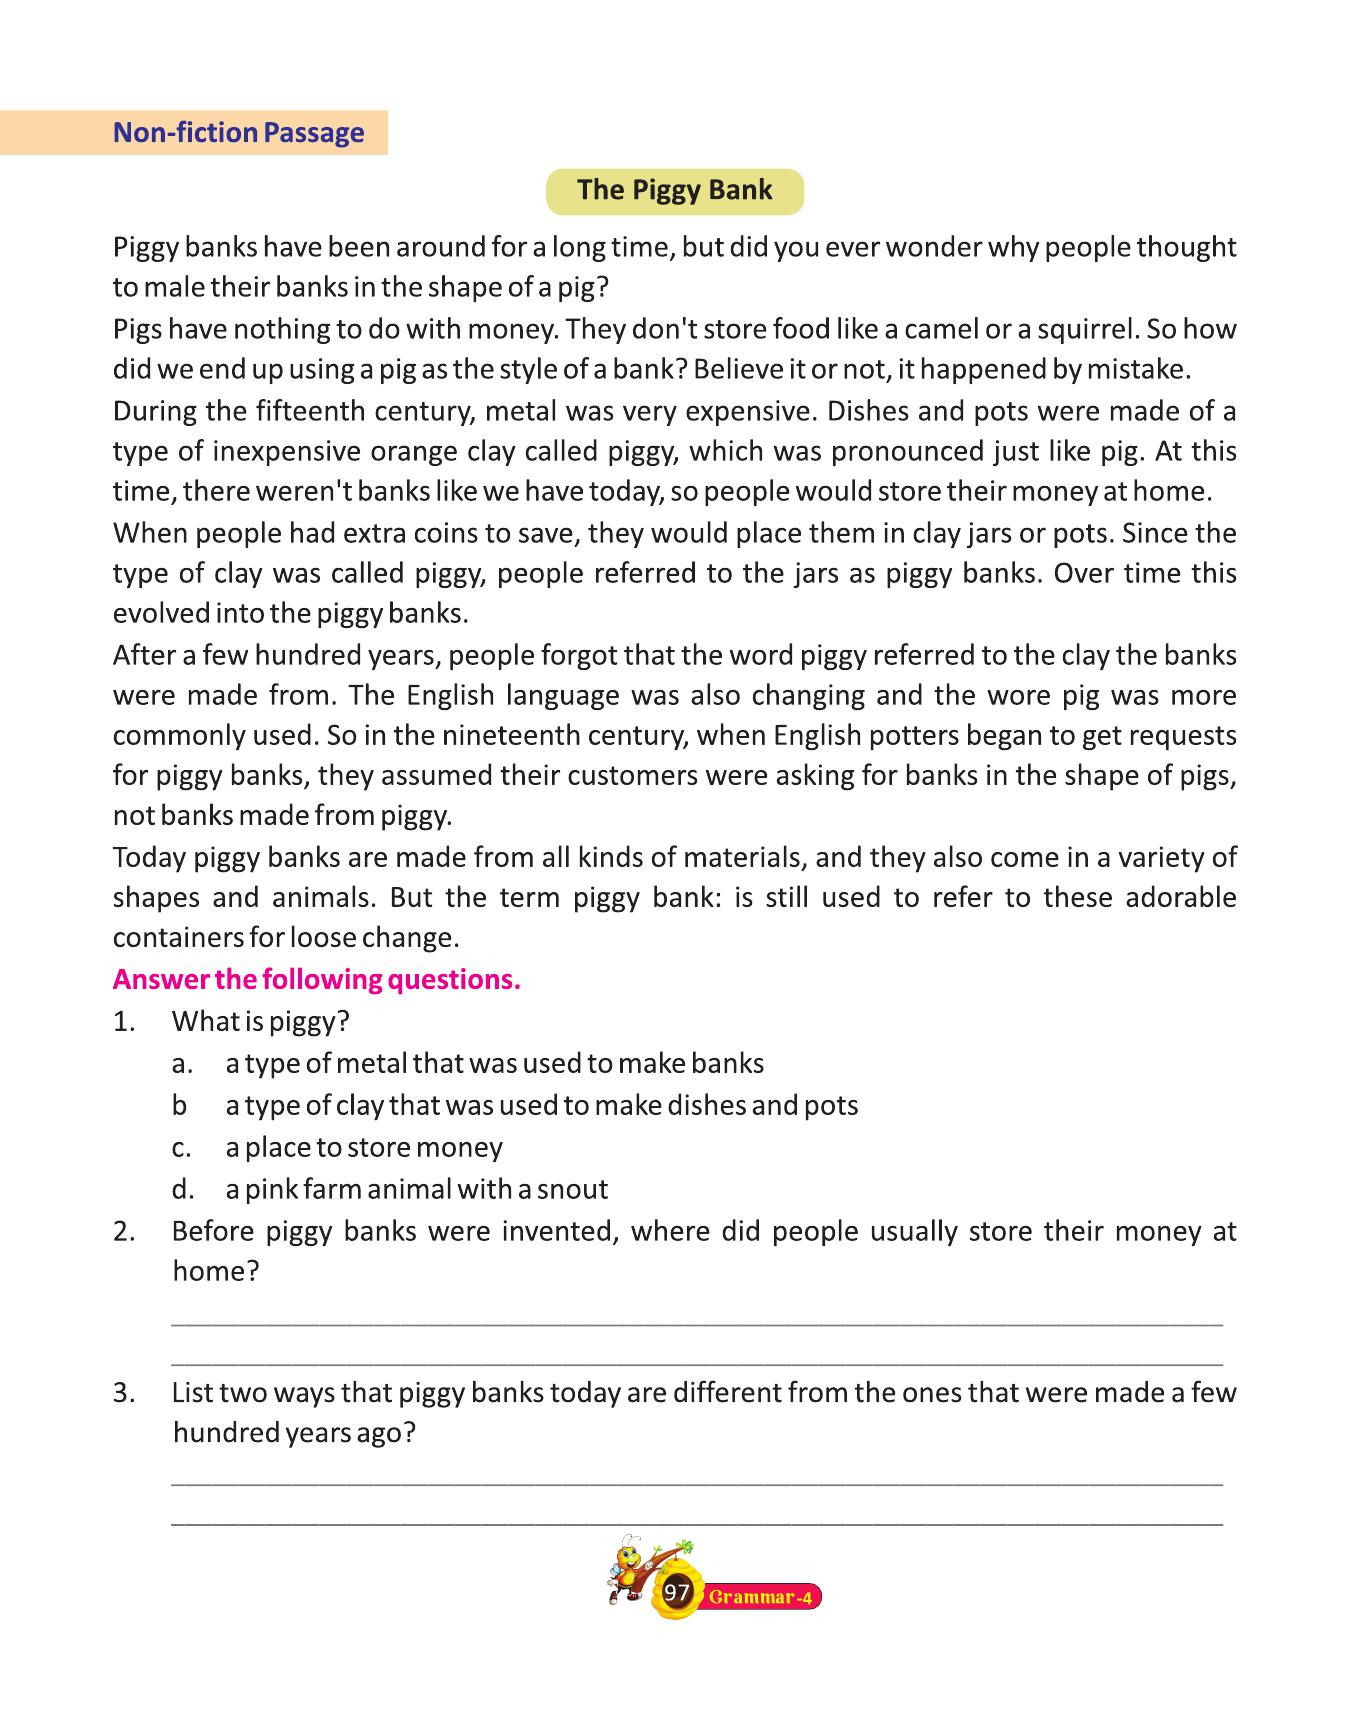 Non-fiction Passage
The Piggy Bank
Piggy banks have been around for a long time, but did you ever wonder why people thought
to male their banks in the shape of a pig?
Pigs have nothing to do with money. They don't store food like a camel or a squirrel. So how
did we end up using a pig as the style of a bank? Believe it or not, it happened by mistake.
During the fifteenth century, metal was very expensive. Dishes and pots were made of a
type of inexpensive orange clay called piggy, which was pronounced just like pig. At this
time, there weren't banks like we have today, so people would store their money at home.
When people had extra coins to save, they would place them in clay jars or pots. Since the
type of clay was called piggy, people referred to the jars as piggy banks. Over time this
evolved into the piggy banks.
After a few hundred years, people forgot that the word piggy referred to the clay the banks
were made from. The English language was also changing and the wore pig was more
commonly used. So in the nineteenth century, when English potters began to get requests
for piggy banks, they assumed their customers were asking for banks in the shape of pigs,
not banks made from piggy.
Today piggy banks are made from all kinds of materials, and they also come in a variety of
shapes and animals. But the term piggy bank: is still used to refer to these adorable
containers for loose change.
Answer the following questions.
1. What is piggy?
a. a type of metal that was used to make banks
b a type of clay that was used to make dishes and pots
c. a place to store money
d. a pink farm animal with a snout
2. Before piggy banks were invented, where did people usually store their money at
home?
3. List two ways that piggy banks today are different from the ones that were made a few
hundred years ago?
97 Grammar-4